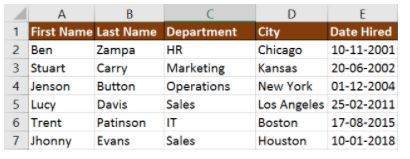 A B C D E
1 First Name Last Name Department City Date Hired
2 Ben Zampa HR Chicago 10-11-2001
3 Stuart Carry Marketing Kansas 20-06-2002
4 Jenson Button Operations New York 01-12-2004
5 Lucy Davis Sales Los Angeles 25-02-2011
6 Trent Patinson IT Boston 17-08-2015
7 Jhonny Evans Sales Houston 10-01-2018